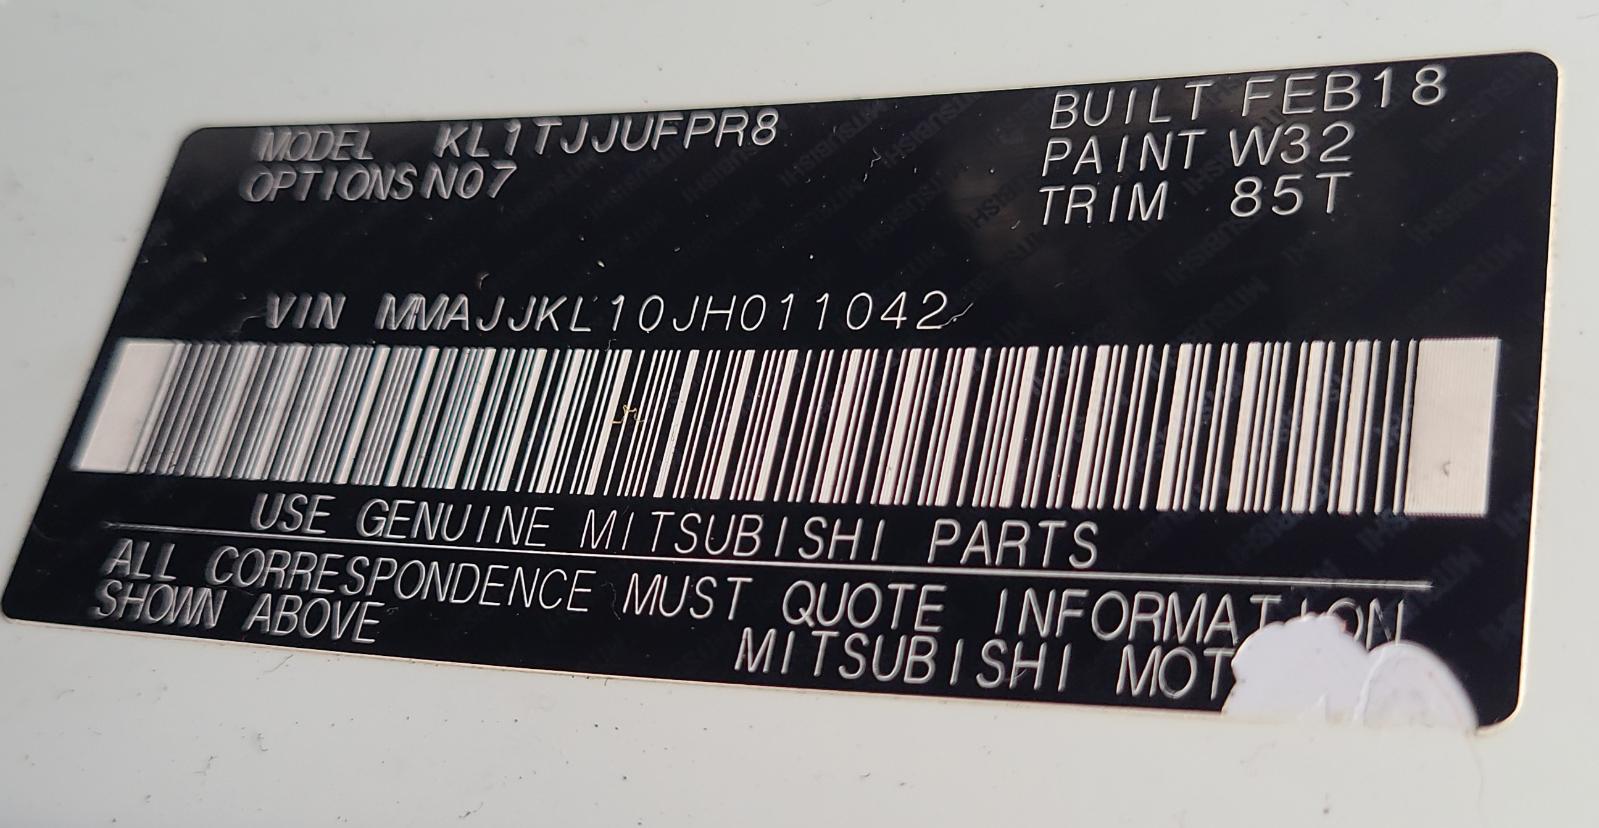 MODEL KL1TJJUFPR8
OPTIONS N07
BUILT FEB18
PAINT W32
TRIM 85T
VIN MMAJJKL10JH011042
USE GENUINE MITSUBISHI PARTS
ALL CORRESPONDENCE MUST QUOTE INFORMATION
SHOWN ABOVE
MITSUBISHI MOT